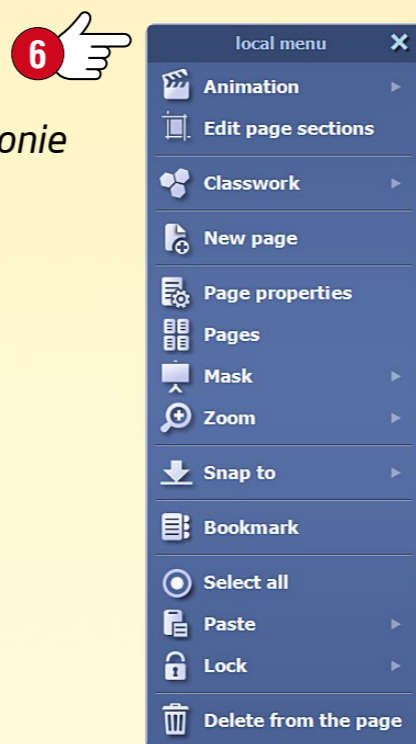 6
local menu
onie
Animation
Edit page sections
Classwork
New page
Page properties
Pages
Mask
Zoom
Snap to
Bookmark
Select all
Paste
Lock
Delete from the page